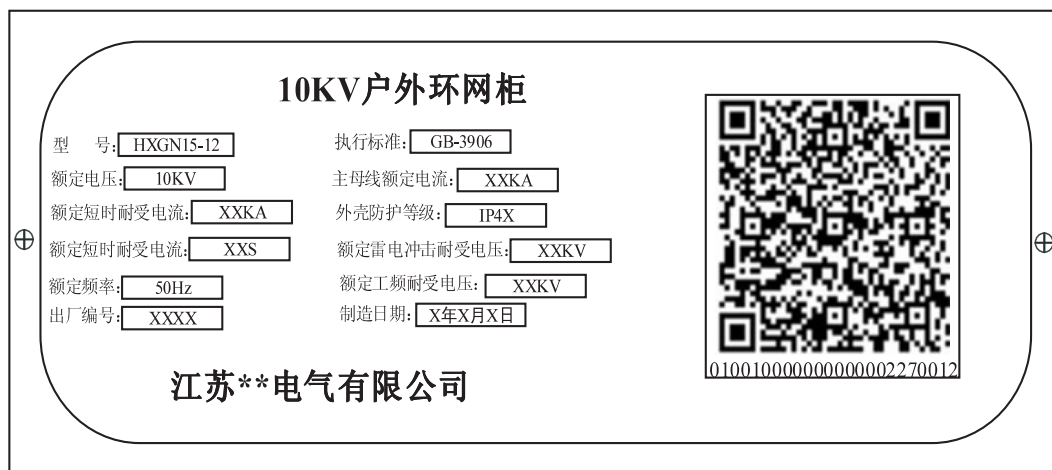 10KV户外环网柜
型 号: HXGN15-12
执行标准: GB-3906
额定电压: 10KV
主母线额定电流: XXKA
额定短时耐受电流: XXKA
外壳防护等级: IP4X
额定短时耐受电流: XXS
额定雷电冲击耐受电压: XXKV
额定频率: 50Hz
额定工频耐受电压: XXKV
出厂编号: XXXX
制造日期: X年X月X日
江苏**电气有限公司
010010000000000002270012